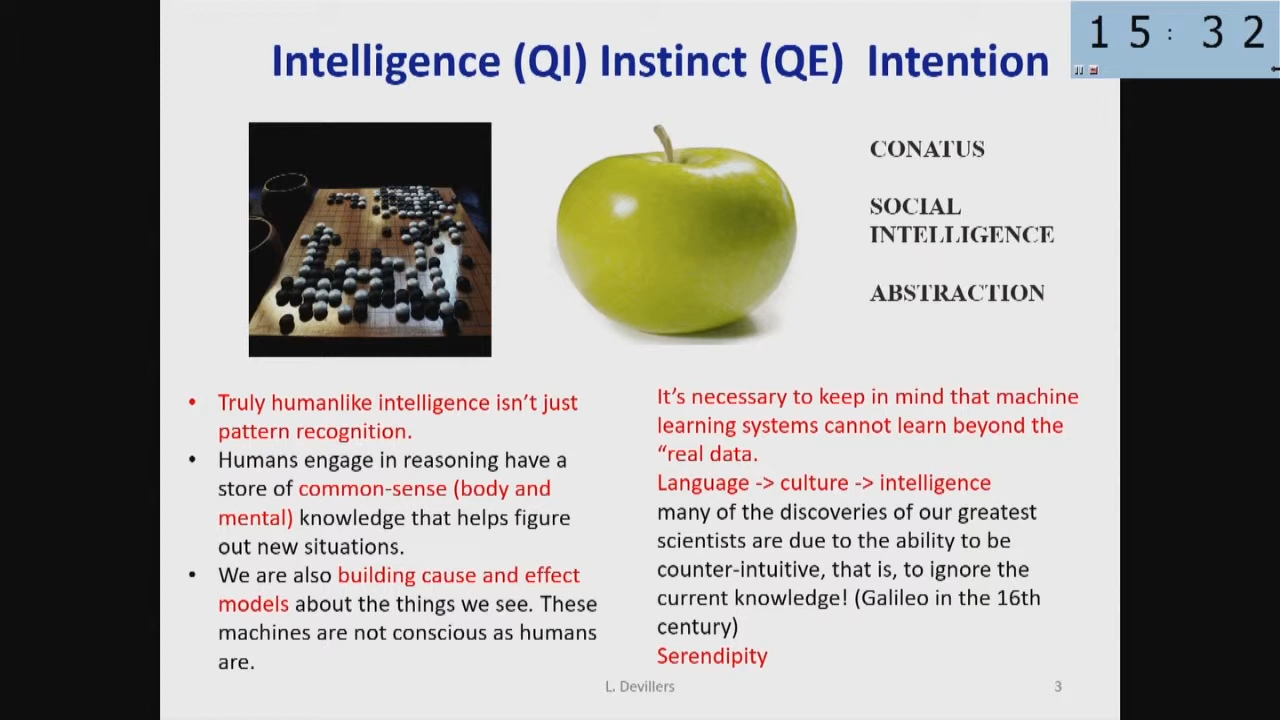 15:32
Intelligence (QI) Instinct (QE) Intention
CONATUS
SOCIAL
INTELLIGENCE
ABSTRACTION
• Truly humanlike intelligence isn't just
pattern recognition.
• Humans engage in reasoning have a
store of common-sense (body and
mental) knowledge that helps figure
out new situations.
• We are also building cause and effect
models about the things we see. These
machines are not conscious as humans
are.
It's necessary to keep in mind that machine
learning systems cannot learn beyond the
“real data.
Language -> culture -> intelligence
many of the discoveries of our greatest
scientists are due to the ability to be
counter-intuitive, that is, to ignore the
current knowledge! (Galileo in the 16th
century)
Serendipity
L. Devillers
3